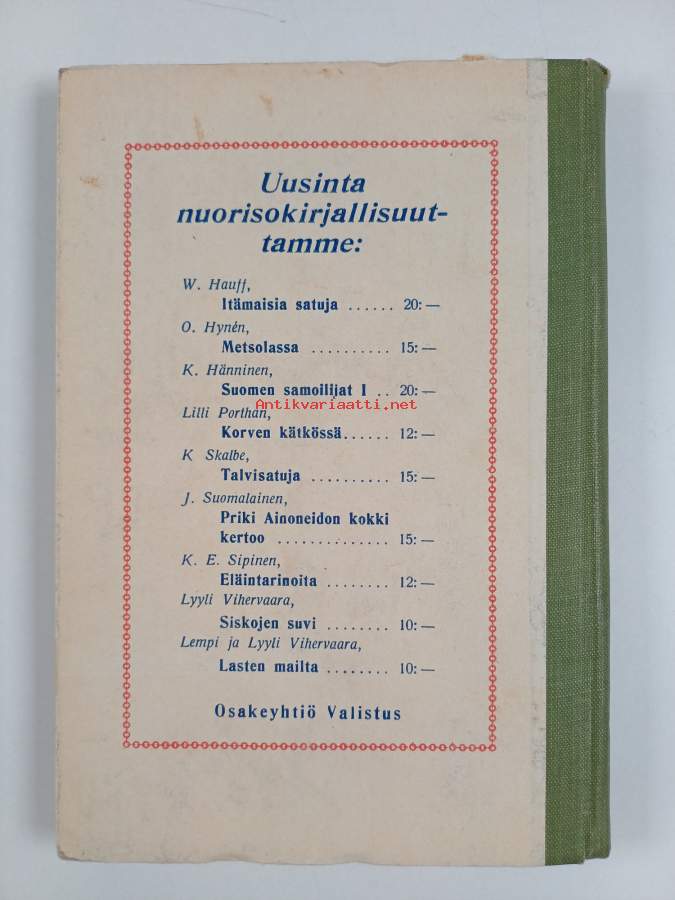 Uusinta
nuorisokirjallisuut-
tamme:
W. Hauff,
Itämaisia satuja ...... 20: —
O. Hynén,
Metsolassa .......... 15: —
K. Hänninen,
Suomen samoilijat I .. 20: —
Antikvariaatti.net
Lilli Porthan,
Korven kätkössä...... 12: —
K Skalbe,
Talvisatuja .......... 15: —
J. Suomalainen,
Priki Ainoneidon kokki
kertoo .............. 15: —
K. E. Sipinen,
Eläintarinoita ........ 12: —
Lyyli Vihervaara,
Siskojen suvi ........ 10: —
Lempi ja Lyyli Vihervaara,
Lasten mailta ........ 10: —
Osakeyhtiö Valistus